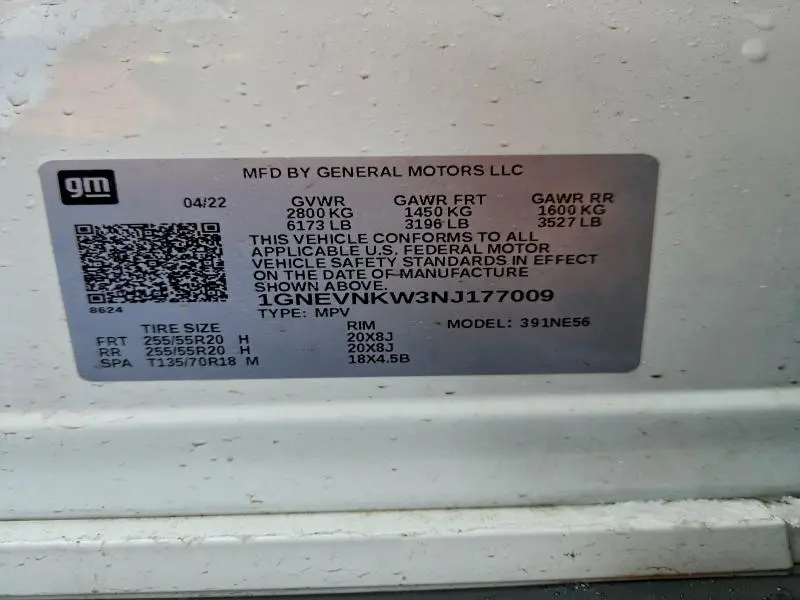 gm
MFD BY GENERAL MOTORS LLC
04/22 GVWR GAWR FRT GAWR RR
2800 KG 1450 KG 1600 KG
6173 LB 3196 LB 3527 LB
THIS VEHICLE CONFORMS TO ALL
APPLICABLE U.S. FEDERAL MOTOR
VEHICLE SAFETY STANDARDS IN EFFECT
ON THE DATE OF MANUFACTURE
SHOWN ABOVE.
1GNEVNKW3NJ177009
8624
TYPE: MPV
TIRE SIZE RIM MODEL: 391NE56
FRT 255/55R20 H 20X8J
RR 255/55R20 H 20X8J
SPA T135/70R18 M 18X4.5B